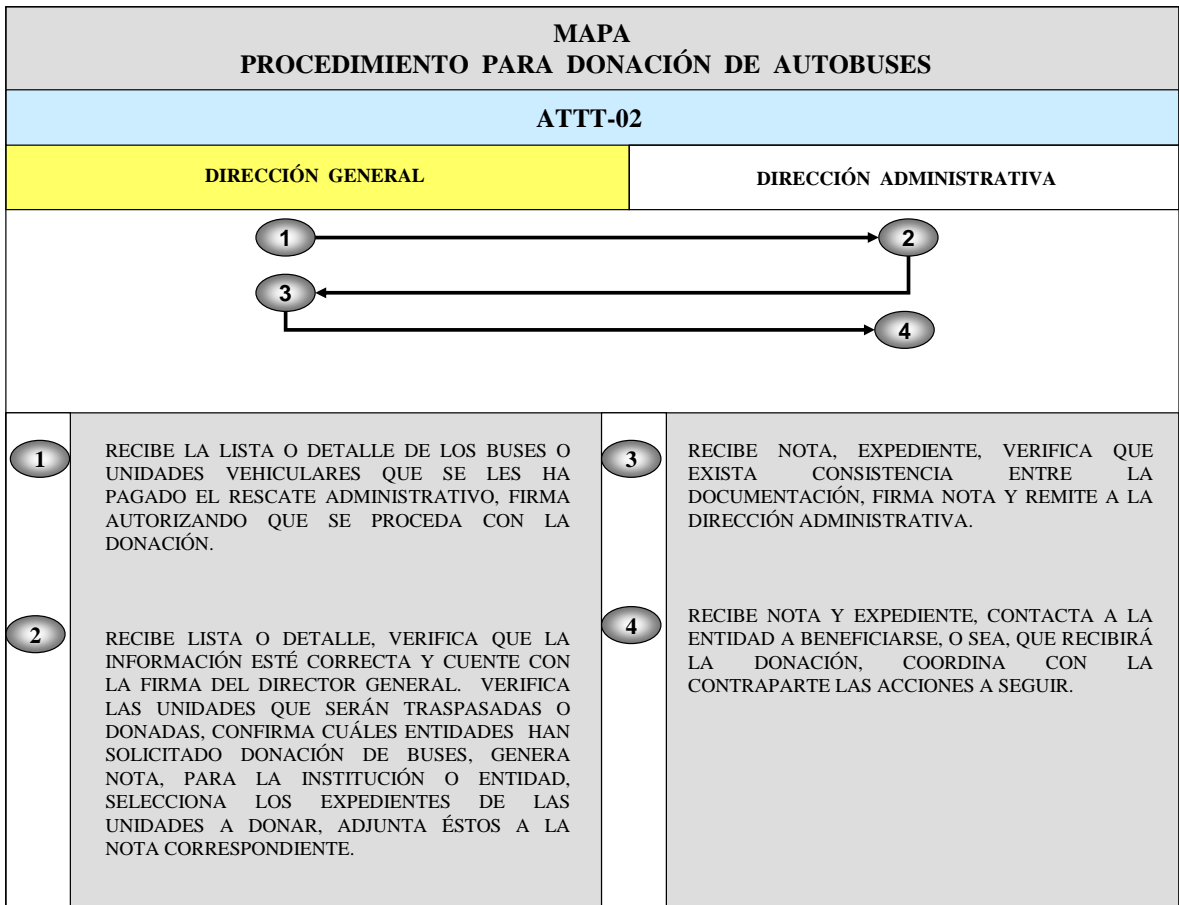 MAPA
PROCEDIMIENTO PARA DONACIÓN DE AUTOBUSES
ATTT-02
DIRECCIÓN GENERAL
DIRECCIÓN ADMINISTRATIVA
1
2
3
4
1
RECIBE LA LISTA O DETALLE DE LOS BUSES O
UNIDADES VEHICULARES QUE SE LES HA
PAGADO EL RESCATE ADMINISTRATIVO, FIRMA
AUTORIZANDO QUE SE PROCEDA CON LA
DONACIÓN.
2
RECIBE LISTA O DETALLE, VERIFICA QUE LA
INFORMACIÓN ESTÉ CORRECTA Y CUENTE CON
LA FIRMA DEL DIRECTOR GENERAL. VERIFICA
LAS UNIDADES QUE SERÁN TRASPASADAS O
DONADAS, CONFIRMA CUÁLES ENTIDADES HAN
SOLICITADO DONACIÓN DE BUSES, GENERA
NOTA, PARA LA INSTITUCIÓN O ENTIDAD,
SELECCIONA LOS EXPEDIENTES DE LAS
UNIDADES A DONAR, ADJUNTA ÉSTOS A LA
NOTA CORRESPONDIENTE.
3
RECIBE NOTA, EXPEDIENTE, VERIFICA QUE
EXISTA CONSISTENCIA ENTRE LA
DOCUMENTACIÓN, FIRMA NOTA Y REMITE A LA
DIRECCIÓN ADMINISTRATIVA.
4
RECIBE NOTA Y EXPEDIENTE, CONTACTA A LA
ENTIDAD A BENEFICIARSE, O SEA, QUE RECIBIRÁ
LA DONACIÓN, COORDINA CON LA
CONTRAPARTE LAS ACCIONES A SEGUIR.